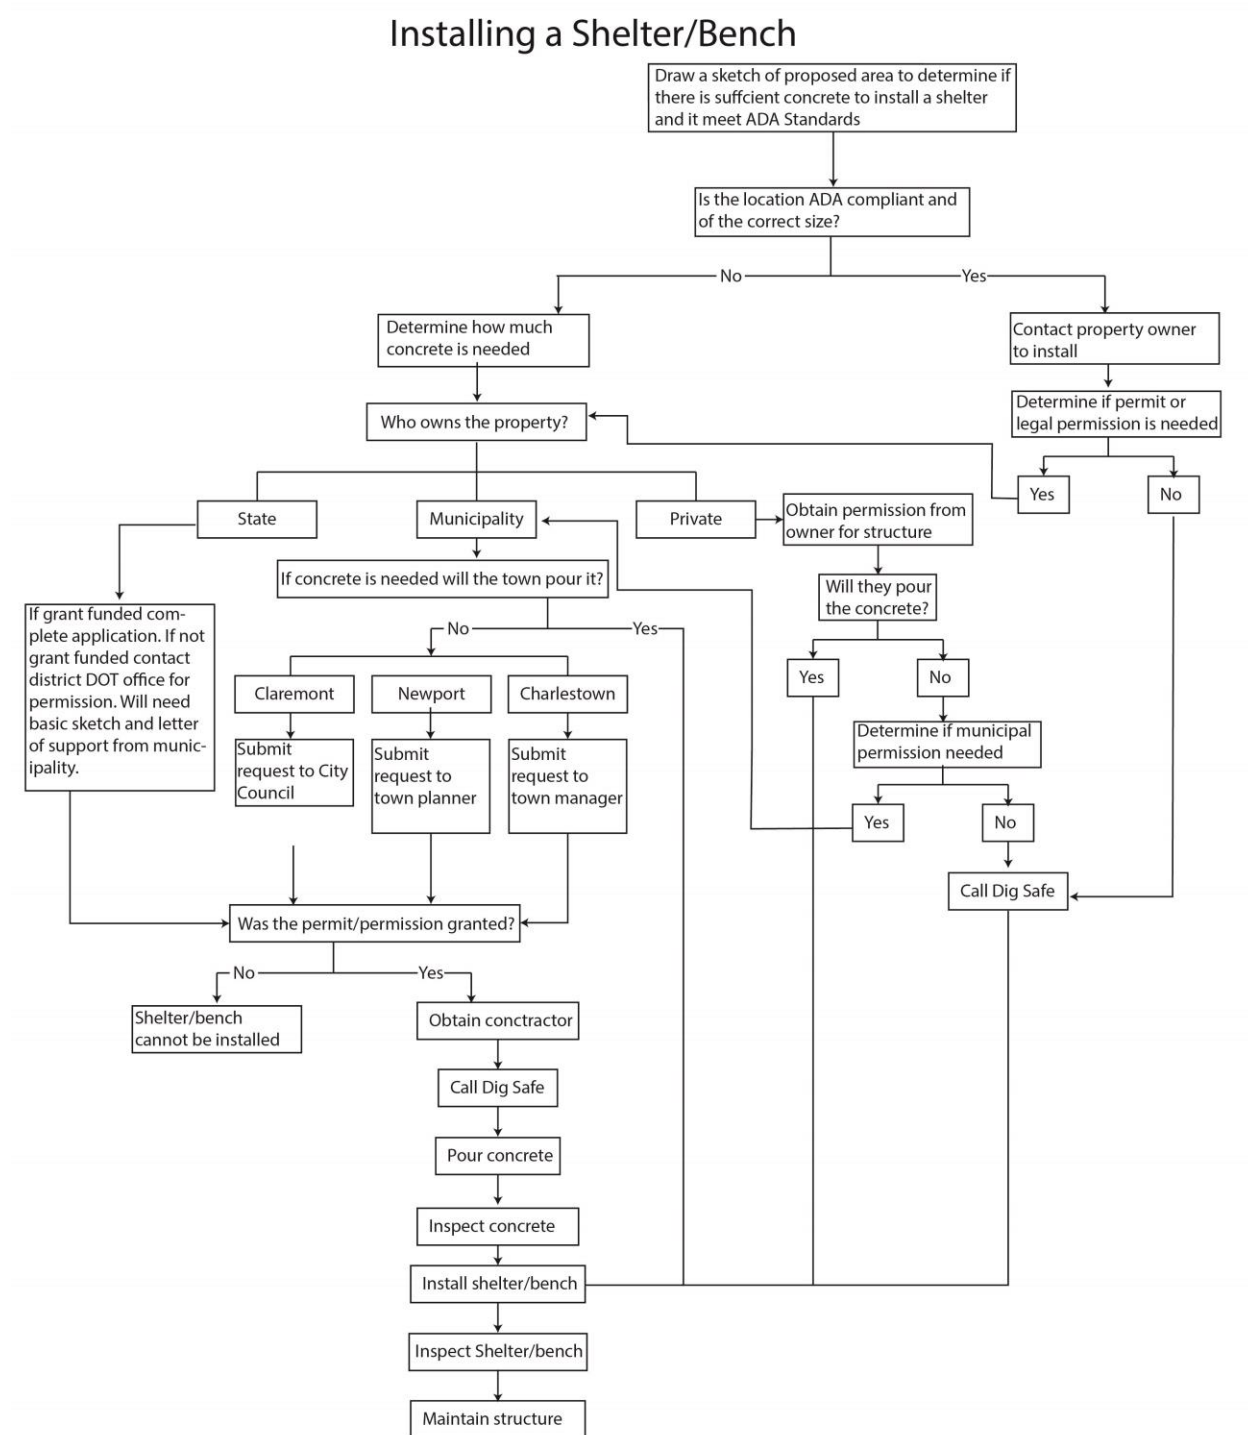 Installing a Shelter/Bench
Draw a sketch of proposed area to determine if
there is suffcient concrete to install a shelter
and it meet ADA Standards
Is the location ADA compliant and
of the correct size?
No
Yes
Determine how much
concrete is needed
Contact property owner
to install
Who owns the property?
Determine if permit or
legal permission is needed
Yes
No
State
Municipality
Private
Obtain permission from
owner for structure
If concrete is needed will the town pour it?
Will they pour
the concrete?
If grant funded com-
plete application. If not
grant funded contact
district DOT office for
permission. Will need
basic sketch and letter
of support from munic-
ipality.
No
Yes
Yes
No
Claremont
Newport
Charlestown
Submit
request to City
Council
Submit
request to
town planner
Submit
request to
town manager
Determine if municipal
permission needed
Yes
No
Call Dig Safe
Was the permit/permission granted?
No
Yes
Shelter/bench
cannot be installed
Obtain conctractor
Call Dig Safe
Pour concrete
Inspect concrete
Install shelter/bench
Inspect Shelter/bench
Maintain structure